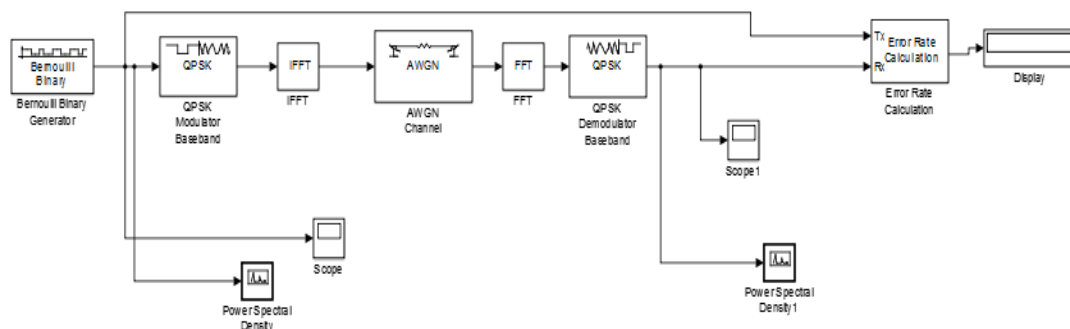 Bernoulli
Binary
Bernoulli Binary
Generator
QPSK
QPSK
Modulator
Baseband
IFFT
IFFT
AWGN
AWGN
Channel
FFT
FFT
QPSK
QPSK
Demodulator
Baseband
Tx
Rx
Error Rate
Calculation
Error Rate
Calculation
Display
Scope1
Scope
Power Spectral
Density
Power Spectral
Density1